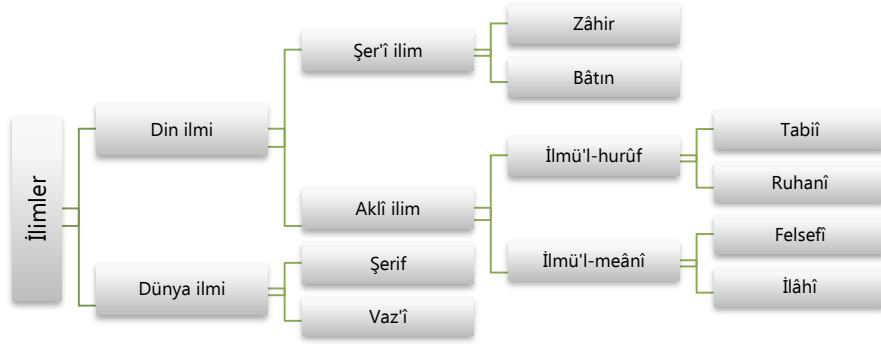 İlimler
Din ilmi
Şer'î ilim
Zâhir
Bâtın
Aklî ilim
İlmü'l-hurûf
Tabiî
Ruhanî
İlmü'l-meânî
Felsefî
İlâhî
Dünya ilmi
Şerif
Vaz'î